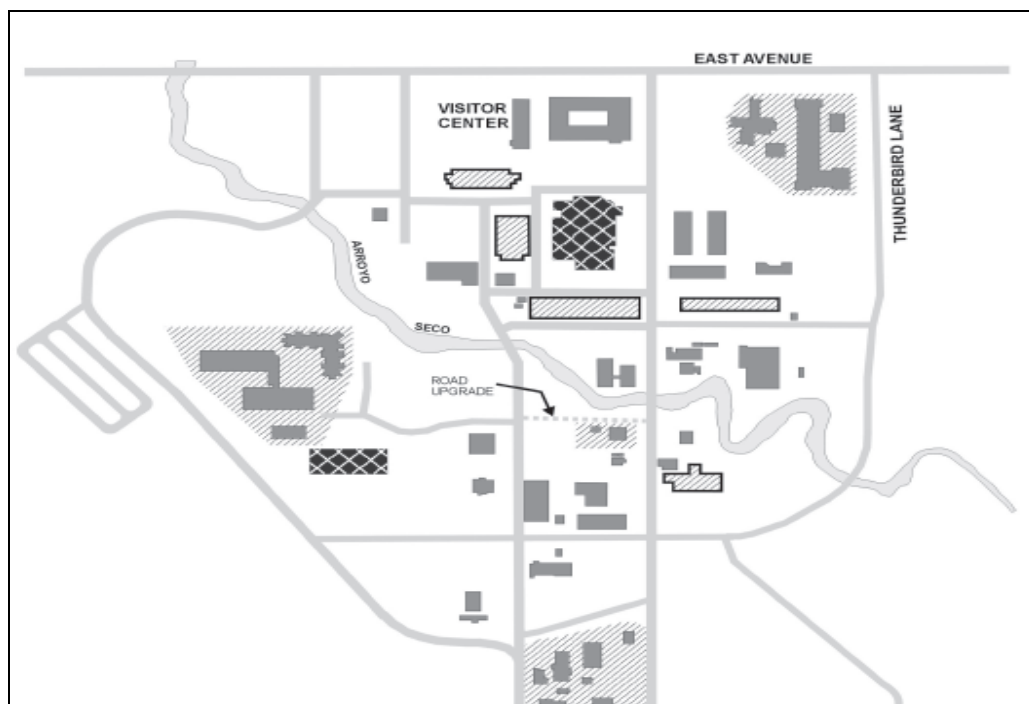 EAST AVENUE
VISITOR
CENTER
THUNDERBIRD LANE
ARROYO
SECO
ROAD
UPGRADE